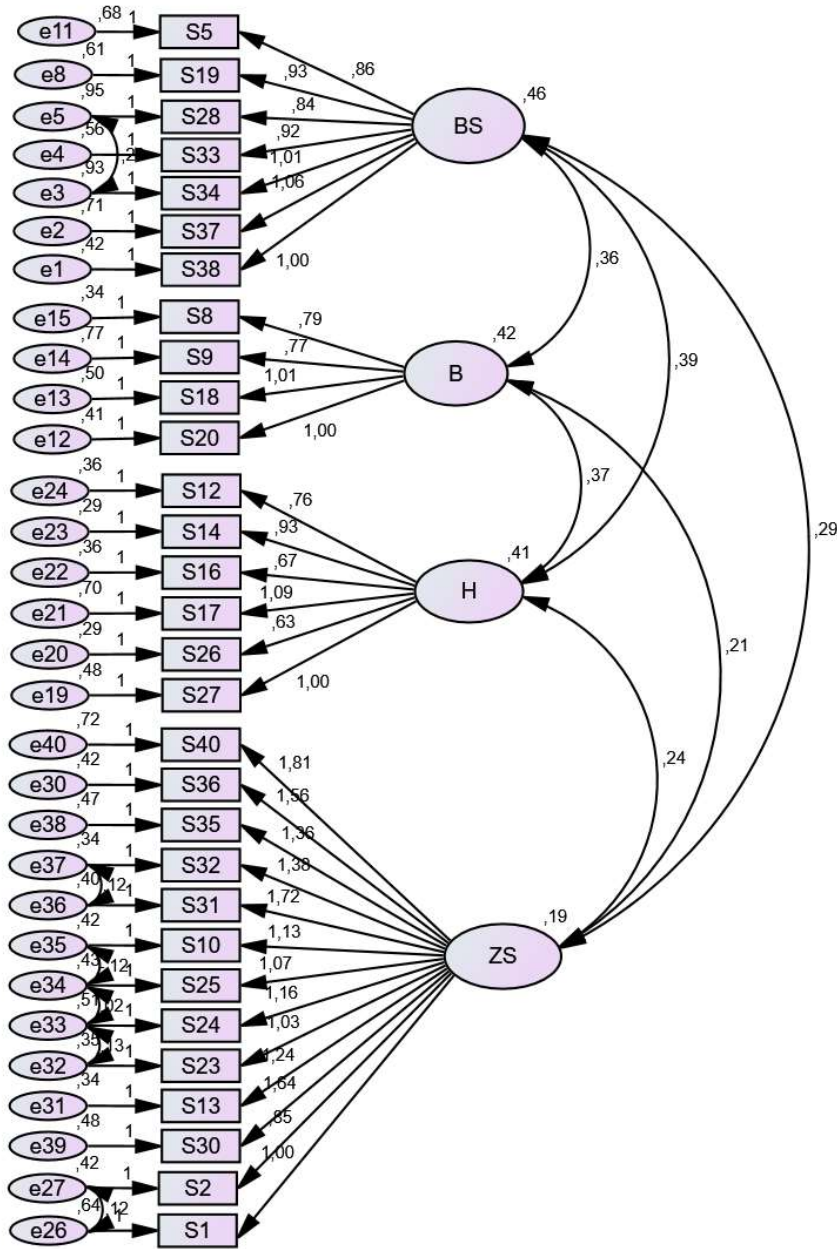 ,68
e11 1 S5
,61
e8 1 S19
,95
e5 1 S28
,56
e4 1 S33
,93
e3 1 S34
,71
e2 1 S37
,42
e1 1 S38
,86
,93
,84
,92
1,01
1,06
1,00
BS ,46
,34
e15 1 S8
,77
e14 1 S9
,50
e13 1 S18
,41
e12 1 S20
,79
,77
1,01
1,00
B ,42
,36
,39
,36
e24 1 S12
,29
e23 1 S14
,36
e22 1 S16
,70
e21 1 S17
,29
e20 1 S26
,48
e19 1 S27
,76
,93
,67
1,09
,63
1,00
H ,41
,37
,29
,21
,24
,72
e40 1 S40
,42
e30 1 S36
,47
e38 1 S35
,34
e37 1 S32
,40 ,12
e36 1 S31
,42
e35 1 S10
,43 ,12
e34 1 S25
,51
e33 1 S24
,35
e32 1 S23
,34
e31 1 S13
,48
e39 1 S30
,42
e27 1 S2
,64 ,12
e26 1 S1
1,81
1,56
1,36
1,38
1,72
1,13
1,07
1,16
1,03
1,24
1,64
,85
1,00
ZS ,19